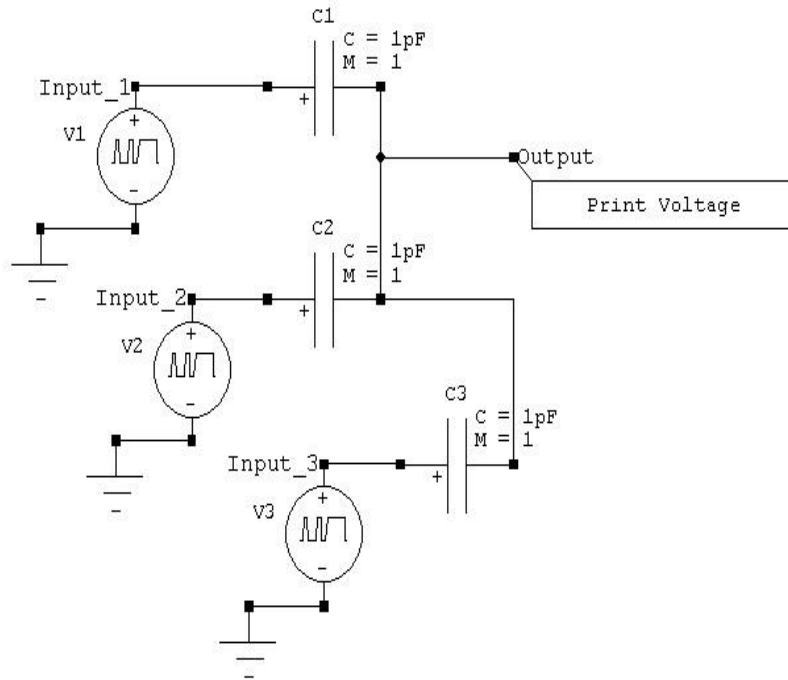 C1
C = 1pF
M = 1
Input_1
+
+
V1
-
Output
Print Voltage
C2
C = 1pF
M = 1
Input_2
+
+
V2
-
C3
C = 1pF
M = 1
Input_3
+
+
V3
-